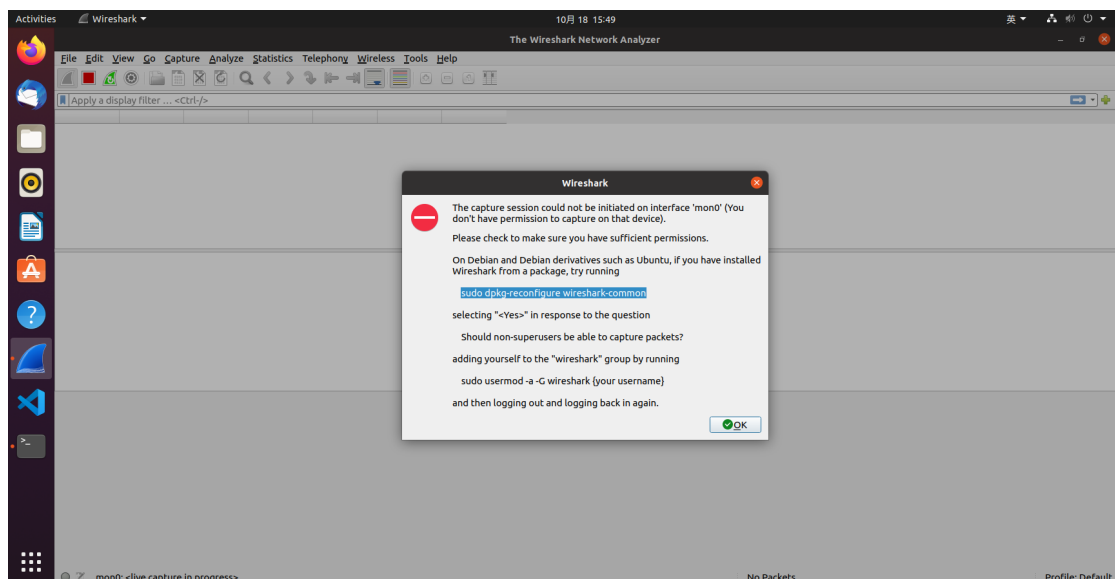 Activities Wireshark 10月 18 15:49 英
The Wireshark Network Analyzer
File Edit View Go Capture Analyze Statistics Telephony Wireless Tools Help
Apply a display filter ... <Ctrl-/>
Wireshark
The capture session could not be initiated on interface 'mon0' (You
don't have permission to capture on that device).
Please check to make sure you have sufficient permissions.
On Debian and Debian derivatives such as Ubuntu, if you have installed
Wireshark from a package, try running
sudo dpkg-reconfigure wireshark-common
selecting "<Yes>" in response to the question
Should non-superusers be able to capture packets?
adding yourself to the "wireshark" group by running
sudo usermod -a -G wireshark {your username}
and then logging out and logging back in again.
OK
mon0: <live capture in progress> No Packets Profile: Default